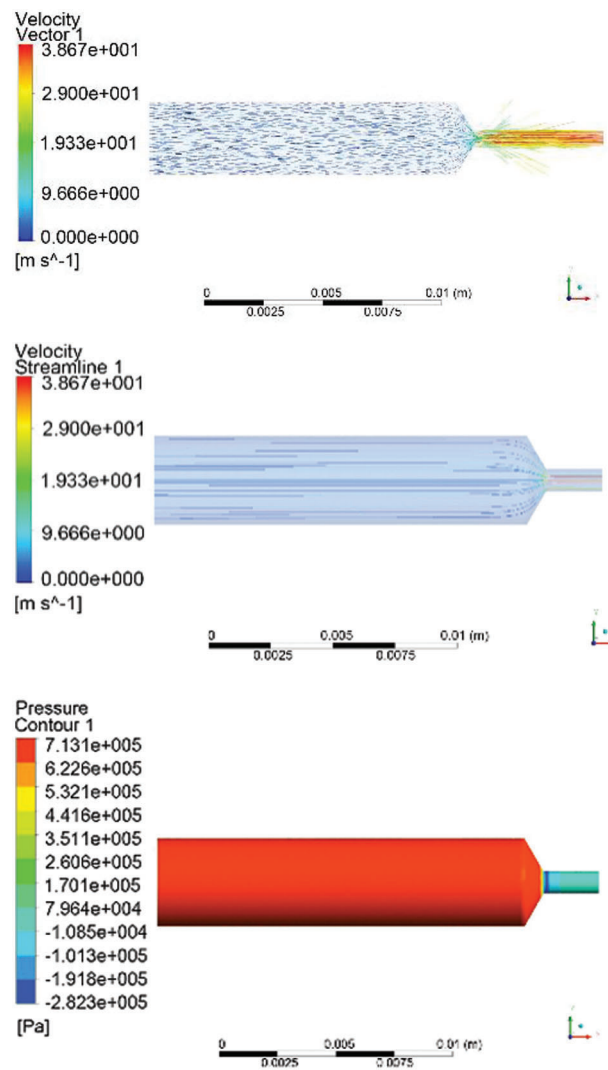 Velocity
Vector 1
3.867e+001
2.900e+001
1.933e+001
9.666e+000
0.000e+000
[m s^-1]
0 0.005 0.01 (m)
0.0025 0.0075
Velocity
Streamline 1
3.867e+001
2.900e+001
1.933e+001
9.666e+000
0.000e+000
[m s^-1]
0 0.005 0.01 (m)
0.0025 0.0075
Pressure
Contour 1
7.131e+005
6.226e+005
5.321e+005
4.416e+005
3.511e+005
2.606e+005
1.701e+005
7.964e+004
-1.085e+004
-1.013e+005
-1.918e+005
-2.823e+005
[Pa]
0 0.005 0.01 (m)
0.0025 0.0075